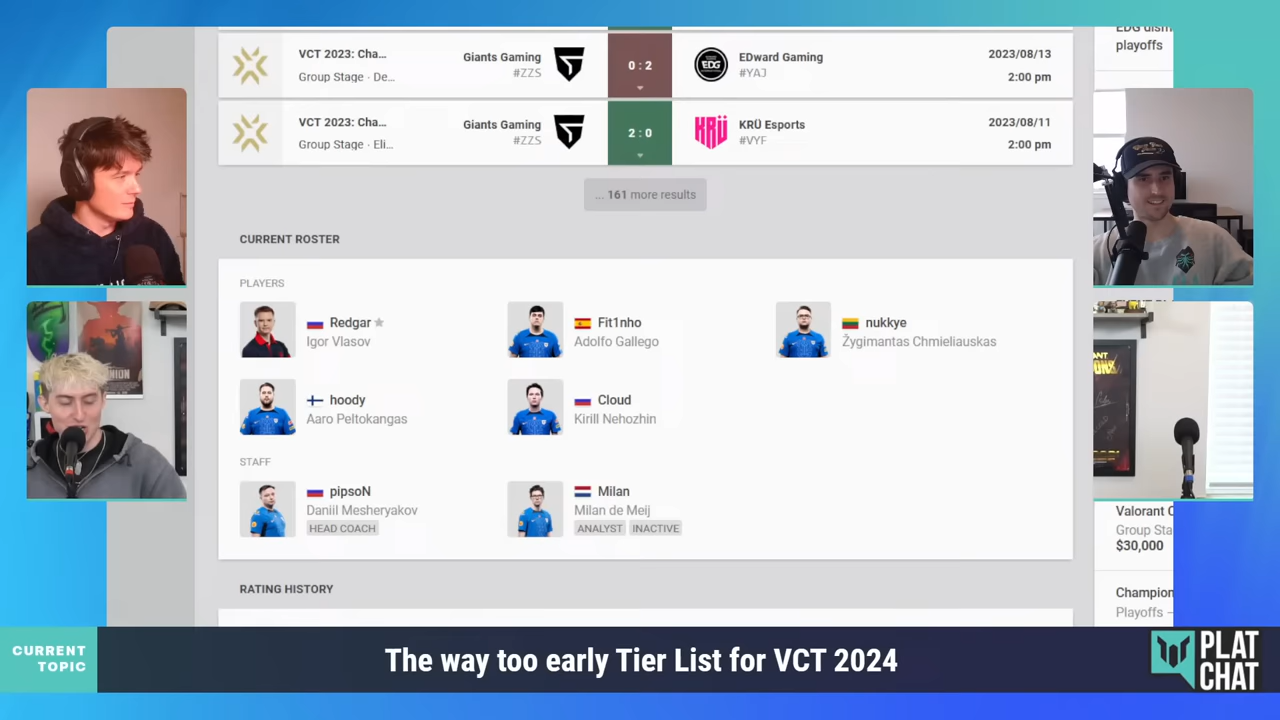 EDG dism
playoffs
VCT 2023: Cha...
Group Stage · De...
Giants Gaming
#ZZS
0 : 2
EDG
EDward Gaming
#YAJ
2023/08/13
2:00 pm
VCT 2023: Cha...
Group Stage · Eli...
Giants Gaming
#ZZS
2 : 0
KRÜ
KRÜ Esports
#VYF
2023/08/11
2:00 pm
... 161 more results
CURRENT ROSTER
PLAYERS
Redgar
Igor Vlasov
Fit1nho
Adolfo Gallego
nukkye
Žygimantas Chmieliauskas
hoody
Aaro Peltokangas
Cloud
Kirill Nehozhin
STAFF
pipsoN
Daniil Mesheryakov
HEAD COACH
Milan
Milan de Meij
ANALYST INACTIVE
RATING HISTORY
Valorant C
Group Sta
$30,000
Champion
Playoffs –
CURRENT
TOPIC
The way too early Tier List for VCT 2024
PLAT
CHAT